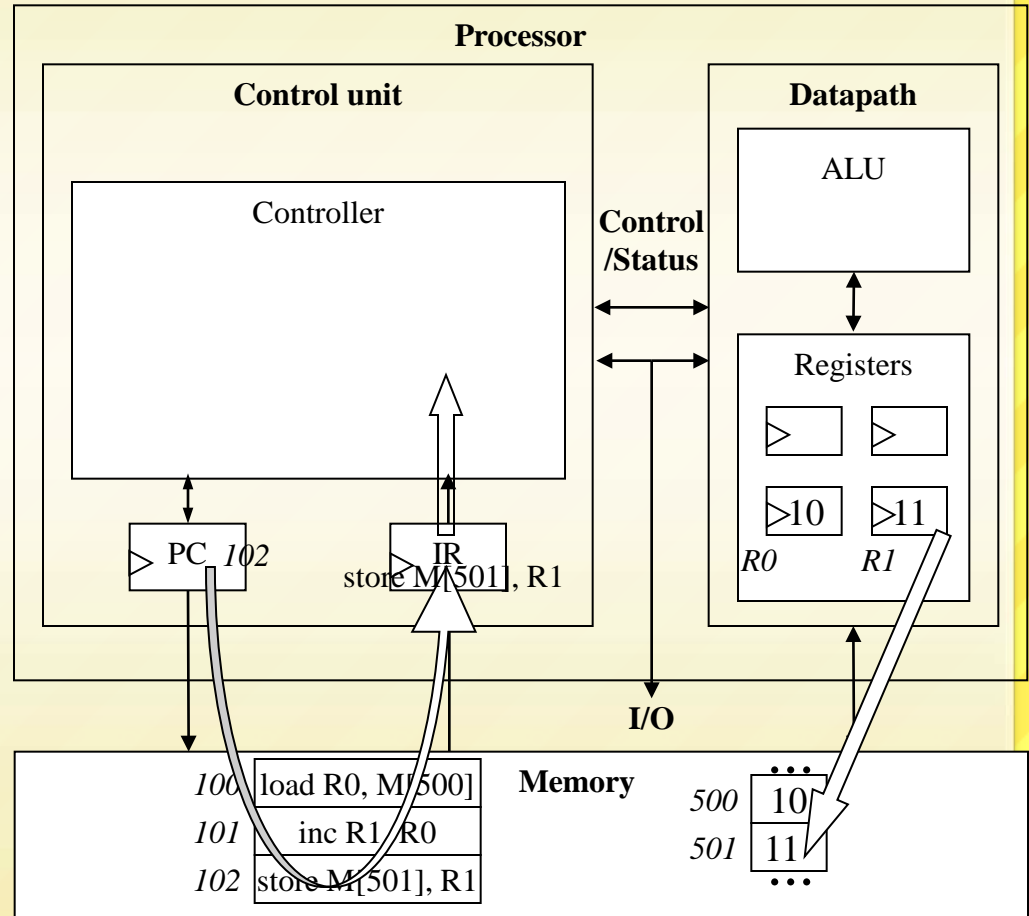 Processor
Control unit
Datapath
ALU
Controller
Control
/Status
Registers
10 11
R0 R1
PC 102
IR
store M[501], R1
I/O
Memory
100 load R0, M[500]
101 inc R1, R0
102 store M[501], R1
...
500 10
501 11
...